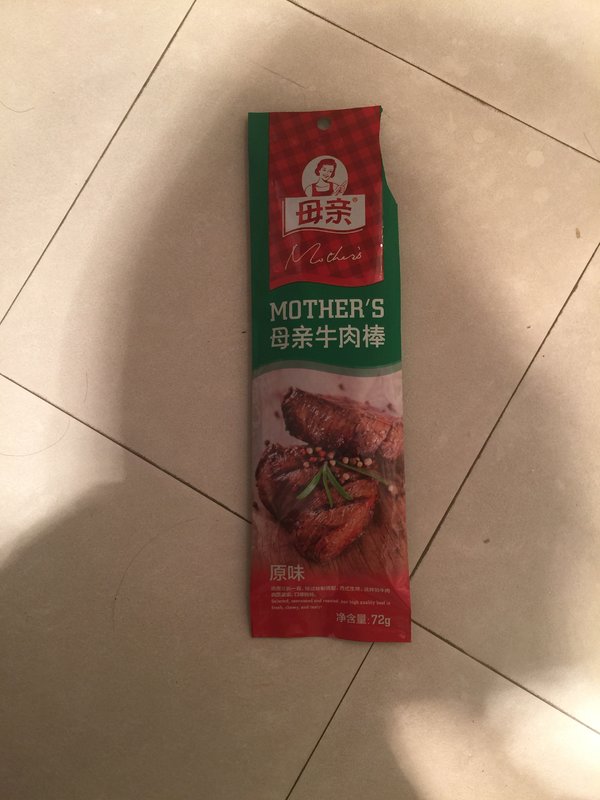 母亲®
Mother's
MOTHER'S
母亲牛肉棒
原味
Selected, seasoned and roasted, our high quality beef is
fresh, chewy, and tasty.
净含量: 72g